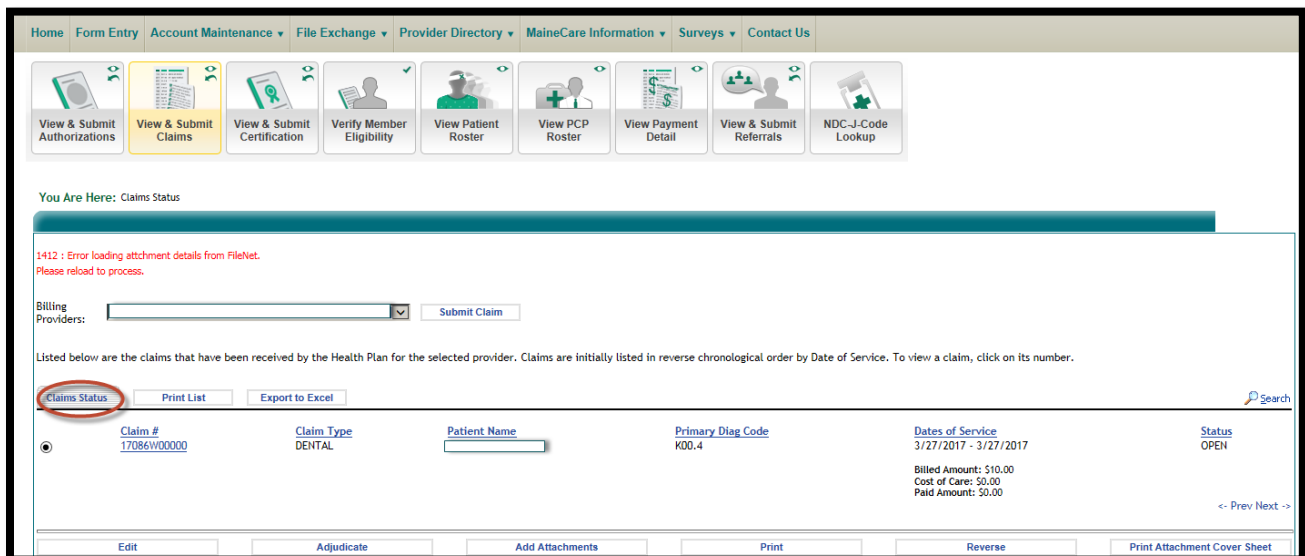 Home Form Entry Account Maintenance File Exchange Provider Directory MaineCare Information Surveys Contact Us
View & Submit Authorizations
View & Submit Claims
View & Submit Certification
Verify Member Eligibility
View Patient Roster
View PCP Roster
View Payment Detail
View & Submit Referrals
NDC-J-Code Lookup
You Are Here: Claims Status
1412 : Error loading attchment details from FileNet.
Please reload to process.
Billing
Providers:
Submit Claim
Listed below are the claims that have been received by the Health Plan for the selected provider. Claims are initially listed in reverse chronological order by Date of Service. To view a claim, click on its number.
Claims Status Print List Export to Excel Search
Claim # Claim Type Patient Name Primary Diag Code Dates of Service Status
17086W00000 DENTAL K00.4 3/27/2017 - 3/27/2017 OPEN
Billed Amount: $10.00
Cost of Care: $0.00
Paid Amount: $0.00
<- Prev Next ->
Edit Adjudicate Add Attachments Print Reverse Print Attachment Cover Sheet